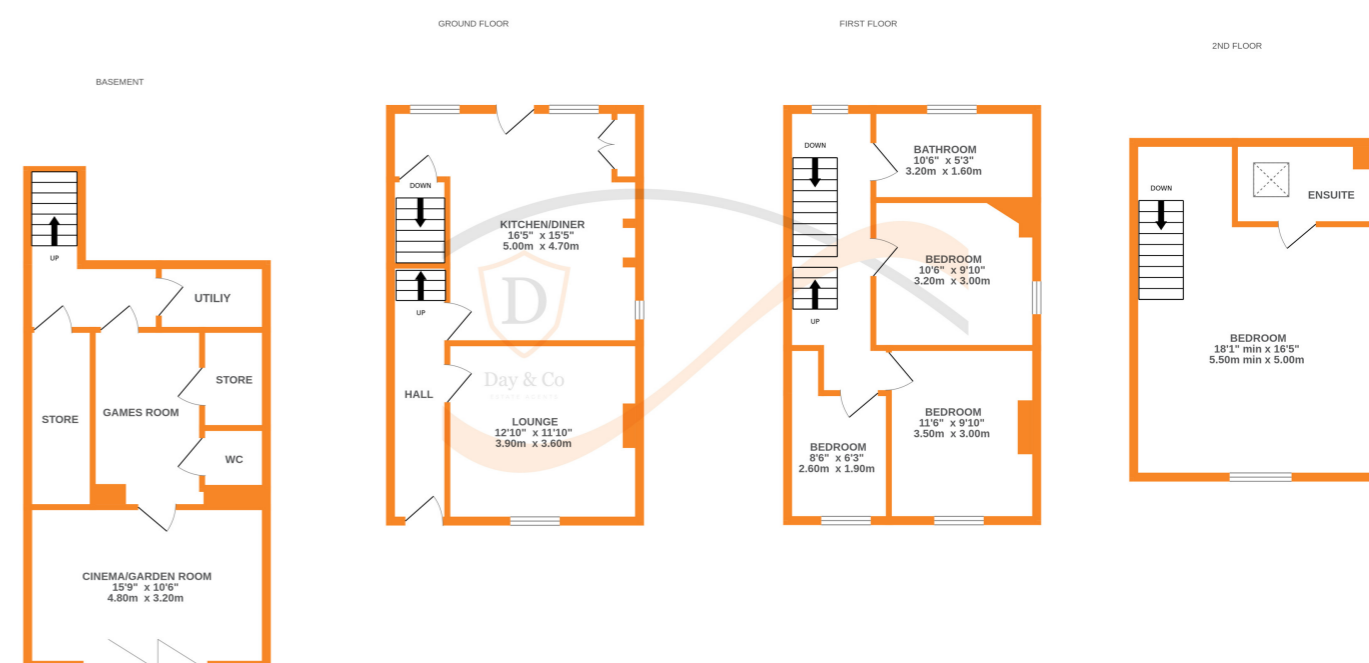 BASEMENT
UP
UTILIY
STORE
STORE
GAMES ROOM
WC
CINEMA/GARDEN ROOM
15'9" x 10'6"
4.80m x 3.20m
GROUND FLOOR
DOWN
KITCHEN/DINER
16'5" x 15'5"
5.00m x 4.70m
UP
HALL
D
Day & Co
ESTATE AGENTS
LOUNGE
12'10" x 11'10"
3.90m x 3.60m
FIRST FLOOR
DOWN
BATHROOM
10'6" x 5'3"
3.20m x 1.60m
BEDROOM
10'6" x 9'10"
3.20m x 3.00m
UP
BEDROOM
11'6" x 9'10"
3.50m x 3.00m
BEDROOM
8'6" x 6'3"
2.60m x 1.90m
2ND FLOOR
DOWN
ENSUITE
BEDROOM
18'1" min x 16'5"
5.50m min x 5.00m